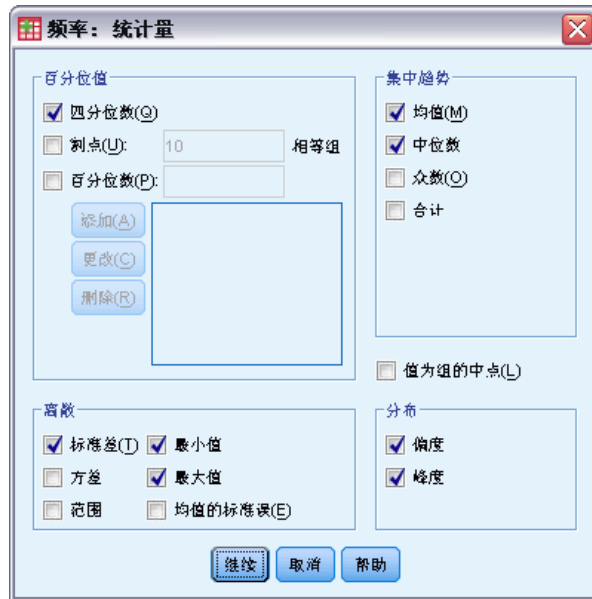 频率：统计量
百分位值
四分位数(Q)
割点(U): 10 相等组
百分位数(P):
添加(A)
更改(C)
删除(R)
集中趋势
均值(M)
中位数
众数(O)
合计
值为组的中点(L)
离散
标准差(T) 最小值
方差 最大值
范围 均值的标准误(E)
分布
偏度
峰度
继续 取消 帮助